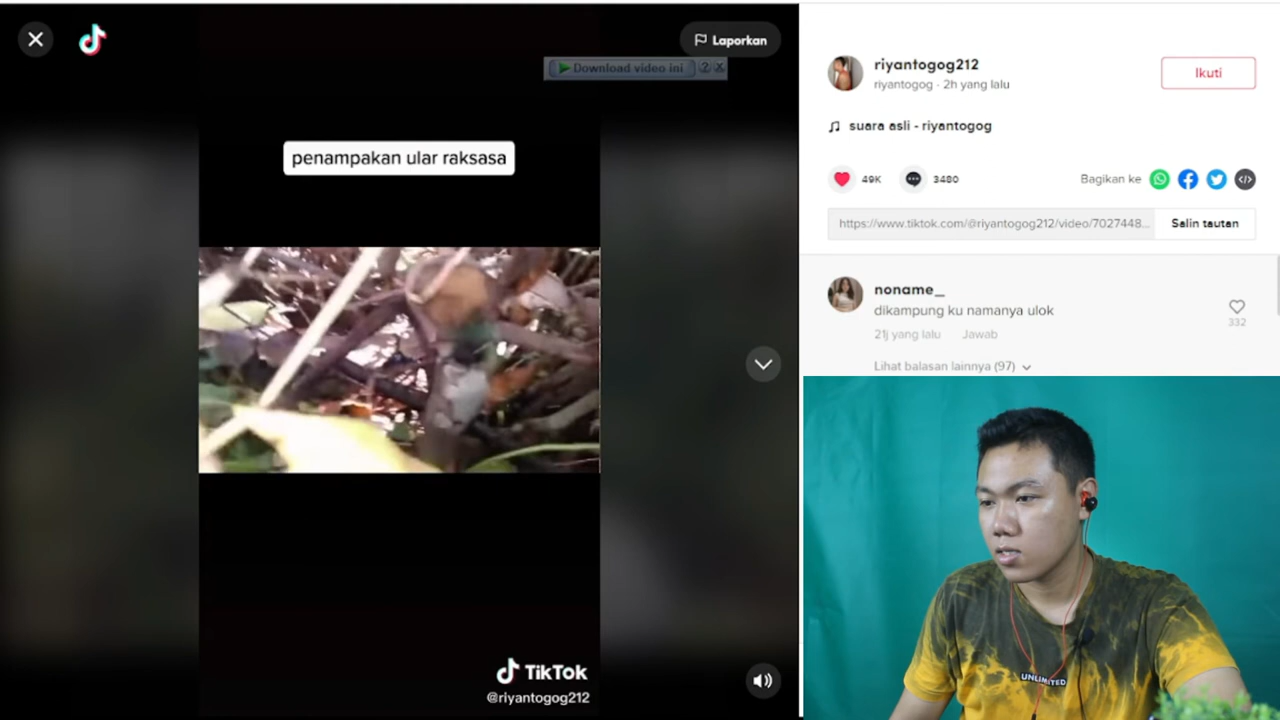 Laporkan
Download video ini
penampakan ular raksasa
TikTok
@riyantogog212
riyantogog212
riyantogog · 2h yang lalu
Ikuti
suara asli - riyantogog
49K
3480
Bagikan ke
https://www.tiktok.com/@riyantogog212/video/7027448...
Salin tautan
noname_
dikampung ku namanya ulok
332
21j yang lalu
Jawab
Lihat balasan lainnya (97)
UNLIMITED